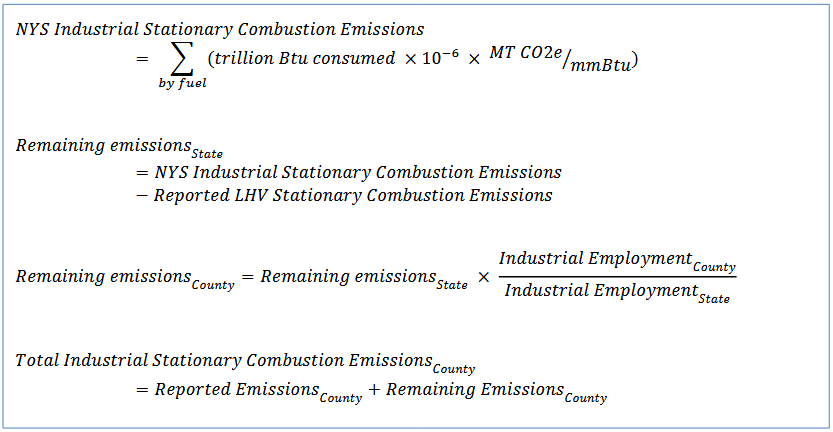 NYS Industrial Stationary Combustion Emissions
= ∑ by fuel (trillion Btu consumed × 10⁻⁶ × MT CO2e/mmBtu)
Remaining emissions_State
= NYS Industrial Stationary Combustion Emissions
− Reported LHV Stationary Combustion Emissions
Remaining emissions_County = Remaining emissions_State × Industrial Employment_County / Industrial Employment_State
Total Industrial Stationary Combustion Emissions_County
= Reported Emissions_County + Remaining Emissions_County